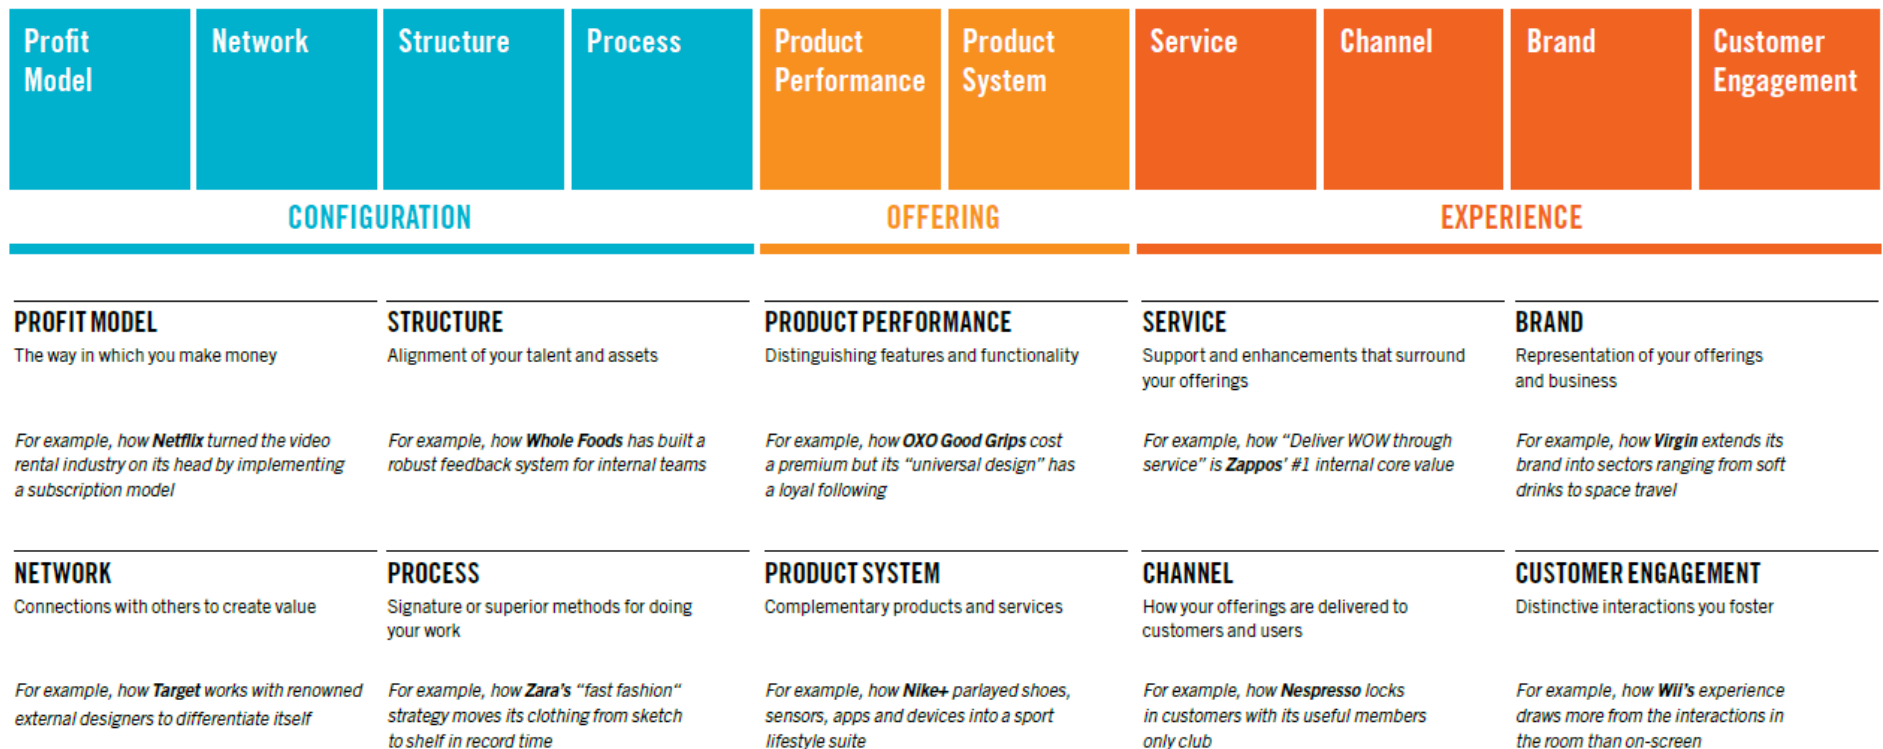 Profit
Model
Network
Structure
Process
Product
Performance
Product
System
Service
Channel
Brand
Customer
Engagement
CONFIGURATION
OFFERING
EXPERIENCE
PROFIT MODEL
The way in which you make money
For example, how Netflix turned the video
rental industry on its head by implementing
a subscription model
STRUCTURE
Alignment of your talent and assets
For example, how Whole Foods has built a
robust feedback system for internal teams
PRODUCT PERFORMANCE
Distinguishing features and functionality
For example, how OXO Good Grips cost
a premium but its “universal design” has
a loyal following
SERVICE
Support and enhancements that surround
your offerings
For example, how “Deliver WOW through
service” is Zappos’ #1 internal core value
BRAND
Representation of your offerings
and business
For example, how Virgin extends its
brand into sectors ranging from soft
drinks to space travel
NETWORK
Connections with others to create value
For example, how Target works with renowned
external designers to differentiate itself
PROCESS
Signature or superior methods for doing
your work
For example, how Zara’s “fast fashion“
strategy moves its clothing from sketch
to shelf in record time
PRODUCT SYSTEM
Complementary products and services
For example, how Nike+ parlayed shoes,
sensors, apps and devices into a sport
lifestyle suite
CHANNEL
How your offerings are delivered to
customers and users
For example, how Nespresso locks
in customers with its useful members
only club
CUSTOMER ENGAGEMENT
Distinctive interactions you foster
For example, how Wii’s experience
draws more from the interactions in
the room than on-screen